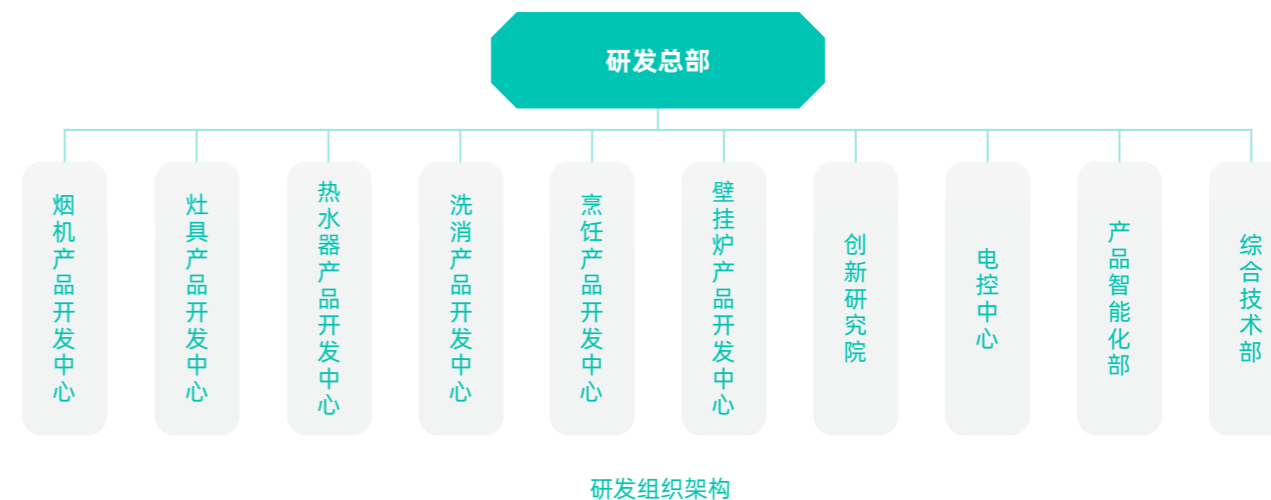 研发总部
烟机产品开发中心
灶具产品开发中心
热水器产品开发中心
洗消产品开发中心
烹饪产品开发中心
壁挂炉产品开发中心
创新研究院
电控中心
产品智能化部
综合技术部
研发组织架构